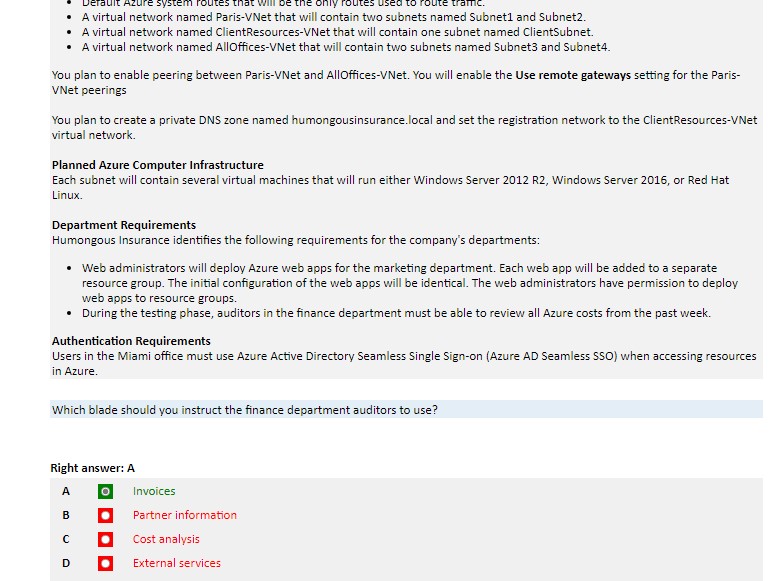 Default Azure system routes that will be the only routes used to route traffic.
A virtual network named Paris-VNet that will contain two subnets named Subnet1 and Subnet2.
A virtual network named ClientResources-VNet that will contain one subnet named ClientSubnet.
A virtual network named AllOffices-VNet that will contain two subnets named Subnet3 and Subnet4.
You plan to enable peering between Paris-VNet and AllOffices-VNet. You will enable the Use remote gateways setting for the Paris-
VNet peerings
You plan to create a private DNS zone named humongousinsurance.local and set the registration network to the ClientResources-VNet
virtual network.
Planned Azure Computer Infrastructure
Each subnet will contain several virtual machines that will run either Windows Server 2012 R2, Windows Server 2016, or Red Hat
Linux.
Department Requirements
Humongous Insurance identifies the following requirements for the company's departments:
Web administrators will deploy Azure web apps for the marketing department. Each web app will be added to a separate
resource group. The initial configuration of the web apps will be identical. The web administrators have permission to deploy
web apps to resource groups.
During the testing phase, auditors in the finance department must be able to review all Azure costs from the past week.
Authentication Requirements
Users in the Miami office must use Azure Active Directory Seamless Single Sign-on (Azure AD Seamless SSO) when accessing resources
in Azure.
Which blade should you instruct the finance department auditors to use?
Right answer: A
A Invoices
B Partner information
C Cost analysis
D External services